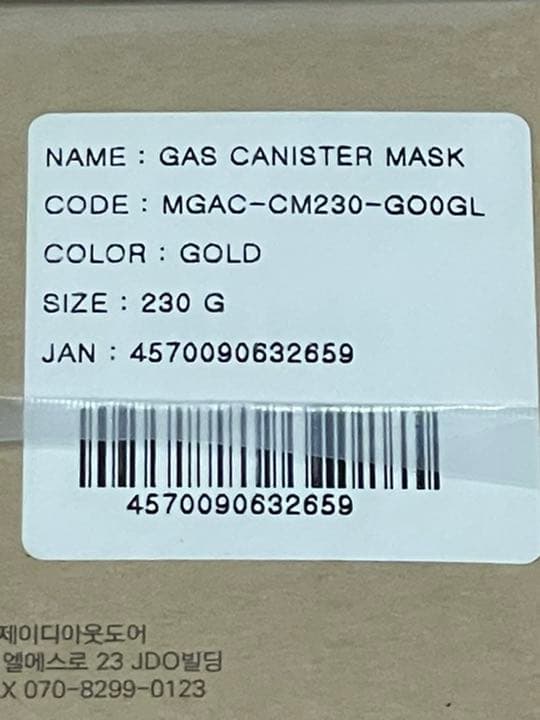 NAME : GAS CANISTER MASK
CODE : MGAC-CM230-GO0GL
COLOR : GOLD
SIZE : 230 G
JAN : 4570090632659
4570090632659
제이디아웃도어
엘에스로 23 JDO빌딩
X 070-8299-0123